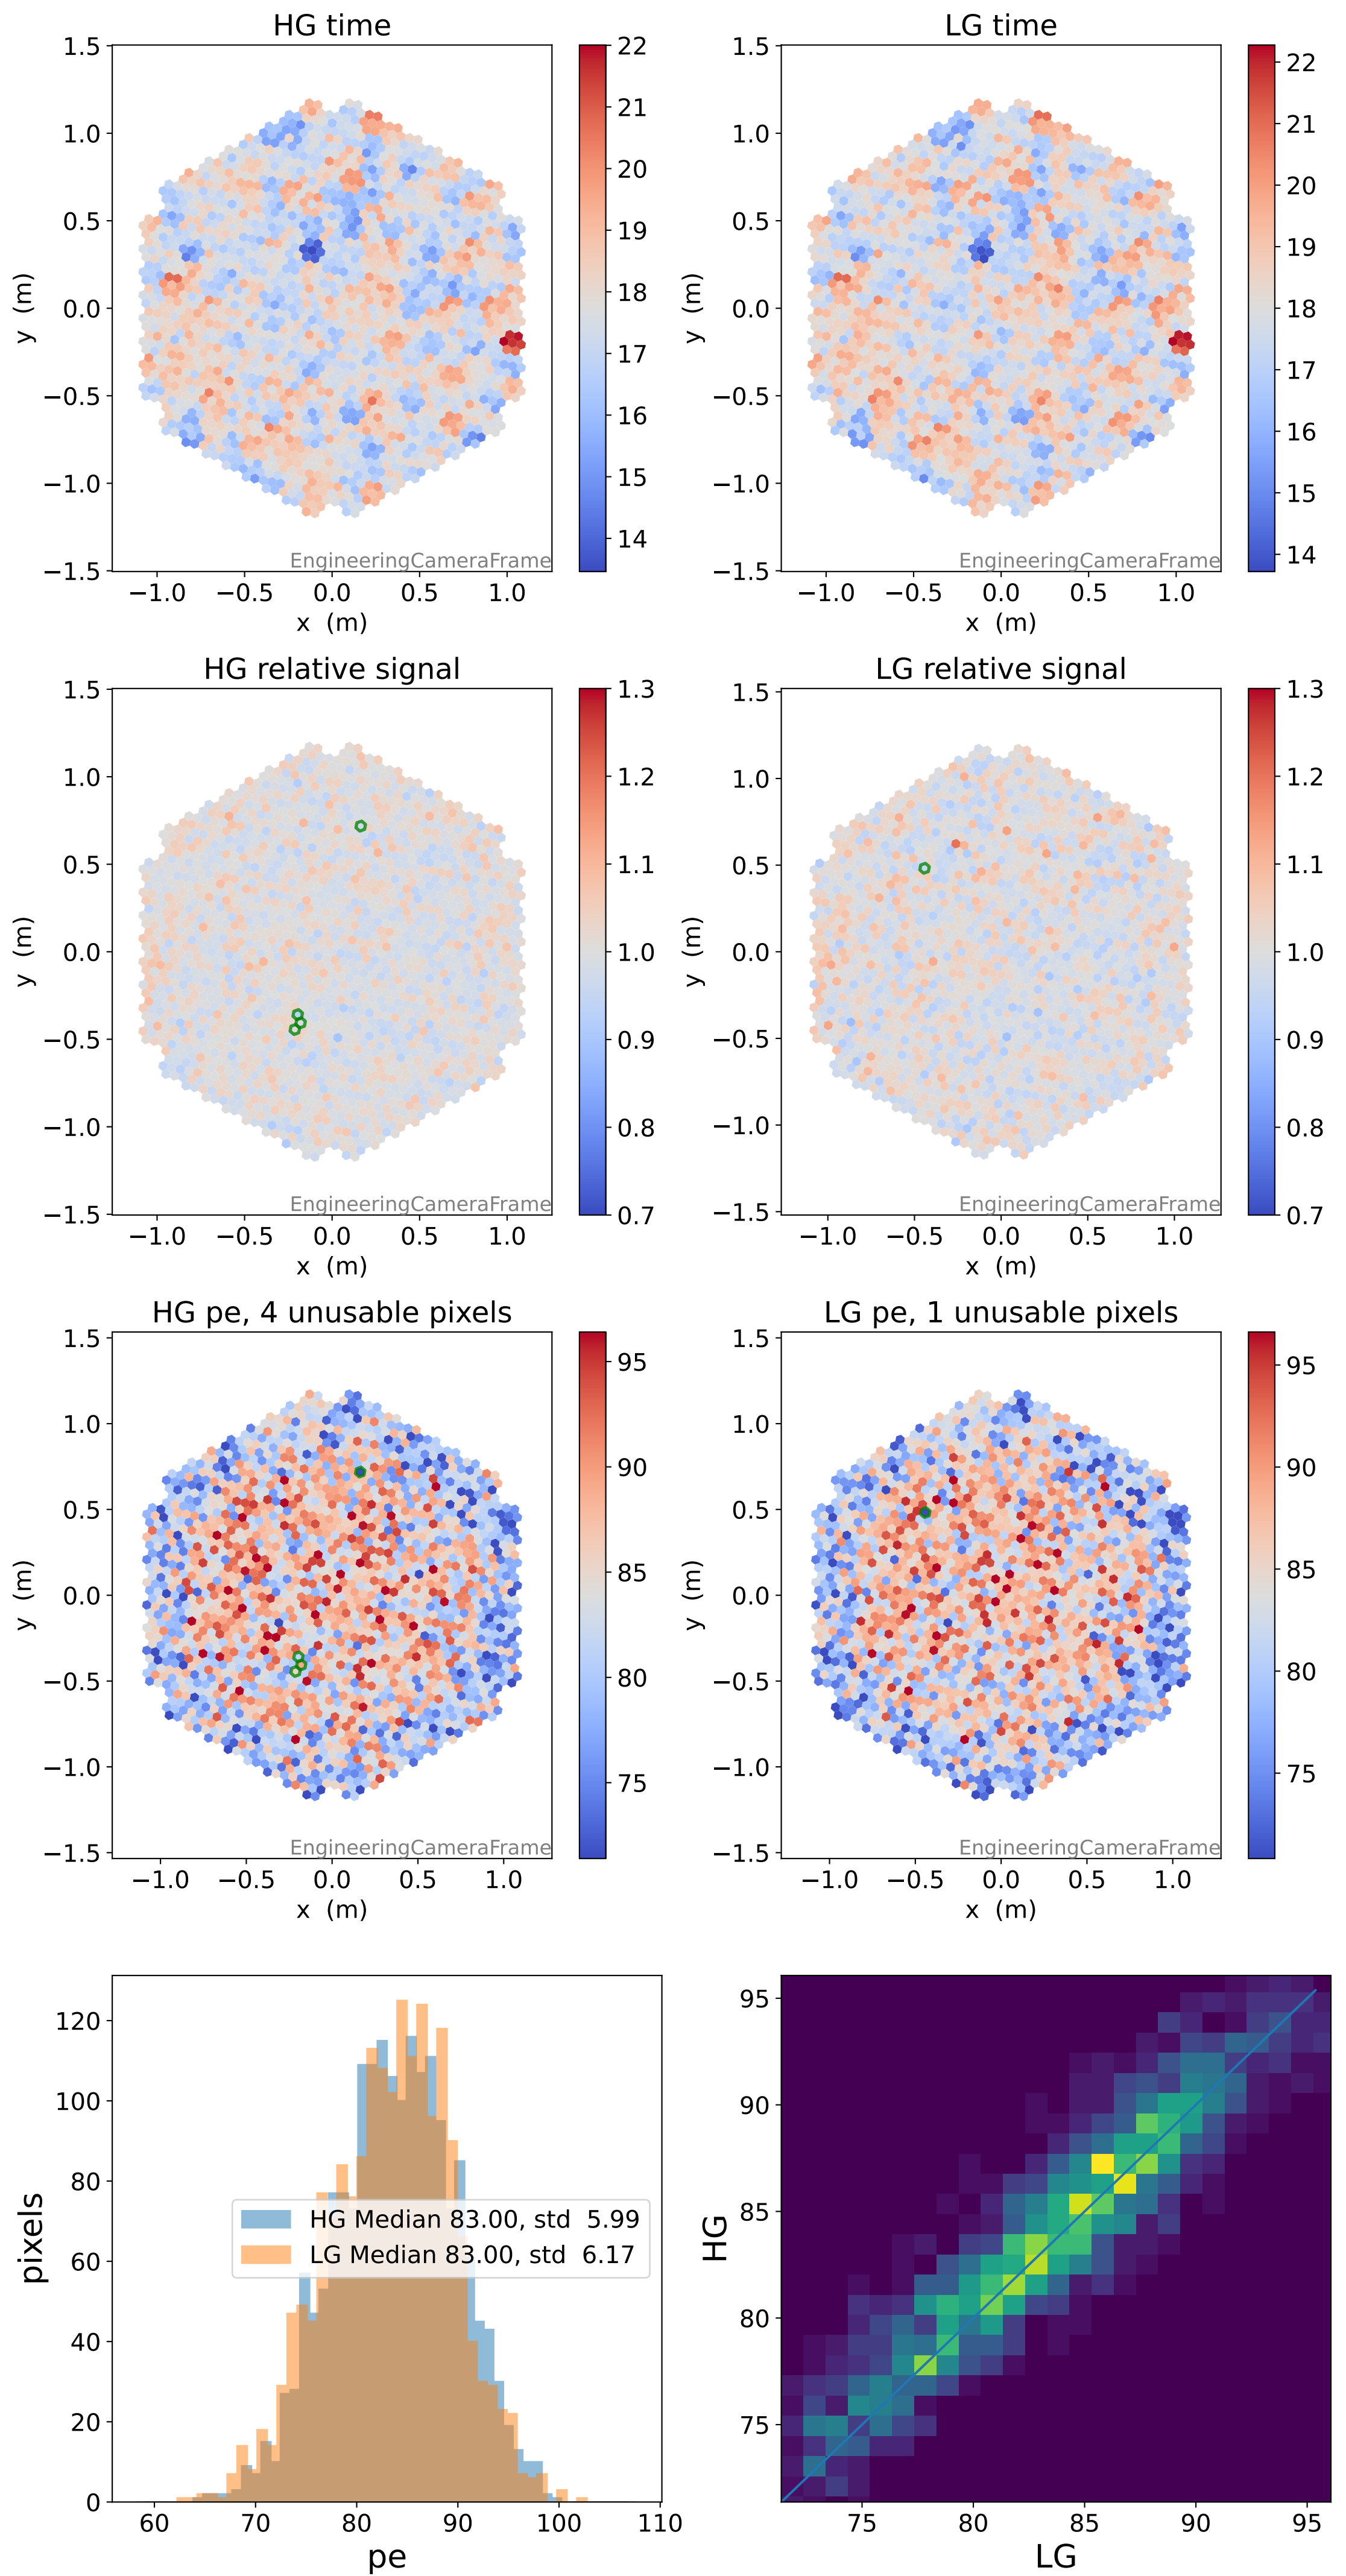 HG time
1.5
1.0
0.5
0.0
−0.5
−1.0
−1.5
y (m)
EngineeringCameraFrame
−1.0 −0.5 0.0 0.5 1.0
x (m)
22
21
20
19
18
17
16
15
14
LG time
1.5
1.0
0.5
0.0
−0.5
−1.0
−1.5
y (m)
EngineeringCameraFrame
−1.0 −0.5 0.0 0.5 1.0
x (m)
22
21
20
19
18
17
16
15
14
HG relative signal
1.5
1.0
0.5
0.0
−0.5
−1.0
−1.5
y (m)
EngineeringCameraFrame
−1.0 −0.5 0.0 0.5 1.0
x (m)
1.3
1.2
1.1
1.0
0.9
0.8
0.7
LG relative signal
1.5
1.0
0.5
0.0
−0.5
−1.0
−1.5
y (m)
EngineeringCameraFrame
−1.0 −0.5 0.0 0.5 1.0
x (m)
1.3
1.2
1.1
1.0
0.9
0.8
0.7
HG pe, 4 unusable pixels
1.5
1.0
0.5
0.0
−0.5
−1.0
−1.5
y (m)
EngineeringCameraFrame
−1.0 −0.5 0.0 0.5 1.0
x (m)
95
90
85
80
75
LG pe, 1 unusable pixels
1.5
1.0
0.5
0.0
−0.5
−1.0
−1.5
y (m)
EngineeringCameraFrame
−1.0 −0.5 0.0 0.5 1.0
x (m)
95
90
85
80
75
120
100
80
60
40
20
0
pixels
HG Median 83.00, std 5.99
LG Median 83.00, std 6.17
60 70 80 90 100 110
pe
95
90
85
80
75
HG
75 80 85 90 95
LG